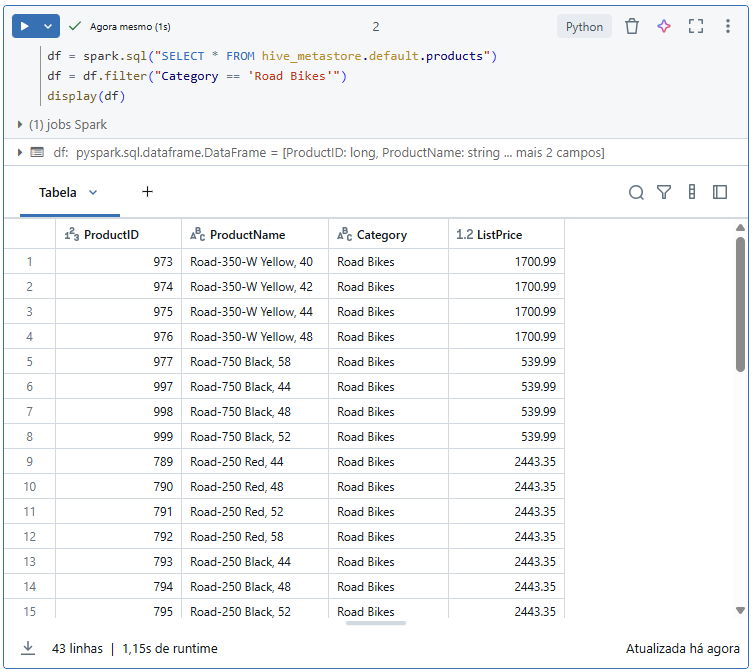 Agora mesmo (1s) 2 Python
df = spark.sql("SELECT * FROM hive_metastore.default.products")
df = df.filter("Category == 'Road Bikes'")
display(df)
(1) jobs Spark
df: pyspark.sql.dataframe.DataFrame = [ProductID: long, ProductName: string ... mais 2 campos]
Tabela +
123 ProductID ABC ProductName ABC Category 1.2 ListPrice
1 973 Road-350-W Yellow, 40 Road Bikes 1700.99
2 974 Road-350-W Yellow, 42 Road Bikes 1700.99
3 975 Road-350-W Yellow, 44 Road Bikes 1700.99
4 976 Road-350-W Yellow, 48 Road Bikes 1700.99
5 977 Road-750 Black, 58 Road Bikes 539.99
6 997 Road-750 Black, 44 Road Bikes 539.99
7 998 Road-750 Black, 48 Road Bikes 539.99
8 999 Road-750 Black, 52 Road Bikes 539.99
9 789 Road-250 Red, 44 Road Bikes 2443.35
10 790 Road-250 Red, 48 Road Bikes 2443.35
11 791 Road-250 Red, 52 Road Bikes 2443.35
12 792 Road-250 Red, 58 Road Bikes 2443.35
13 793 Road-250 Black, 44 Road Bikes 2443.35
14 794 Road-250 Black, 48 Road Bikes 2443.35
15 795 Road-250 Black, 52 Road Bikes 2443.35
43 linhas | 1,15s de runtime Atualizada há agora